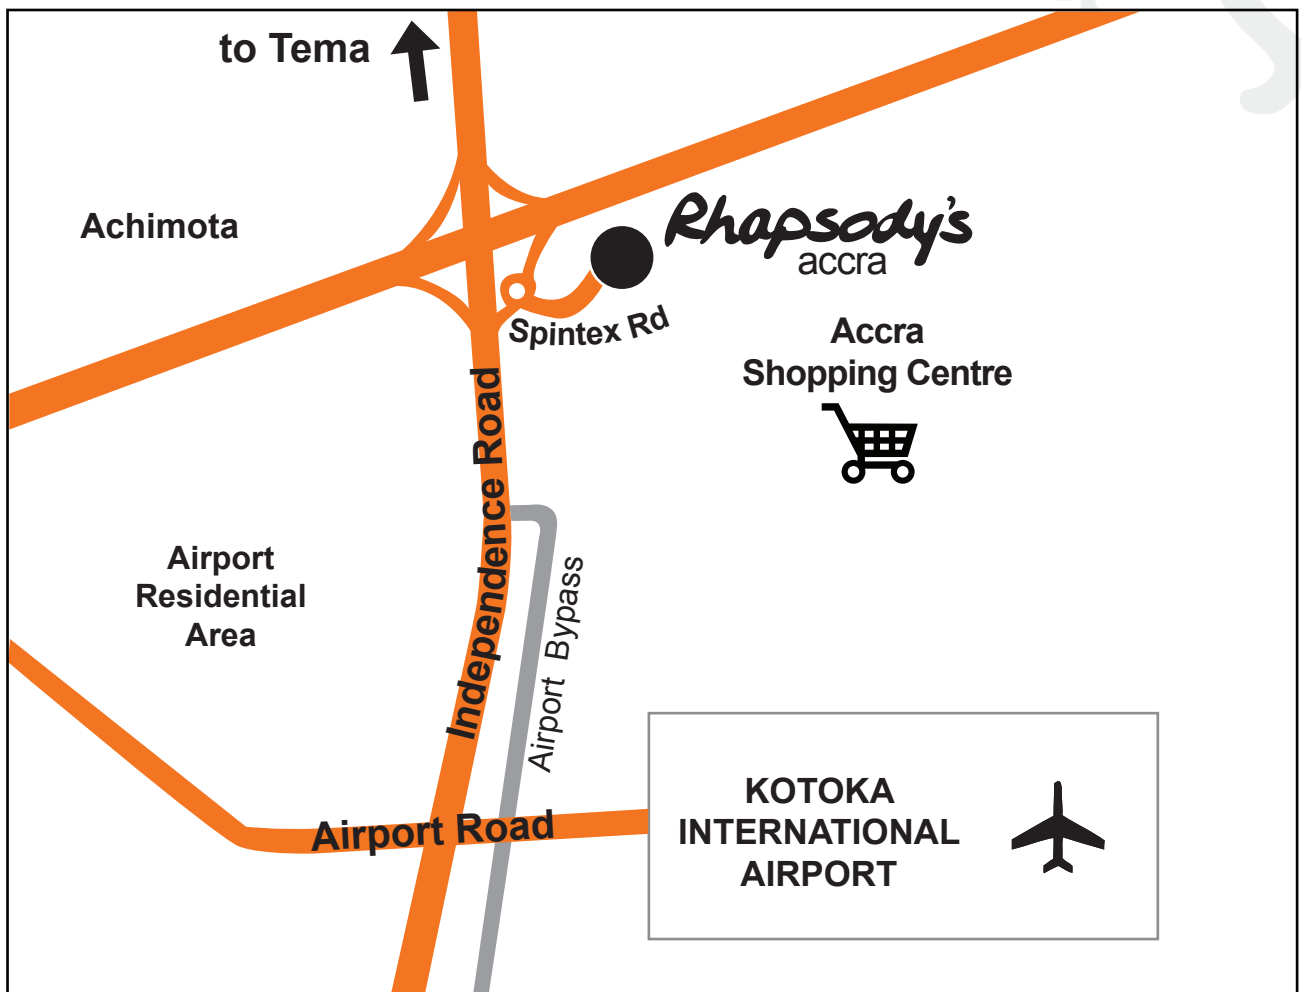 to Tema
Achimota
Rhapsody's
accra
Spintex Rd
Accra
Shopping Centre
Independence Road
Airport
Residential
Area
Airport Bypass
Airport Road
KOTOKA
INTERNATIONAL
AIRPORT